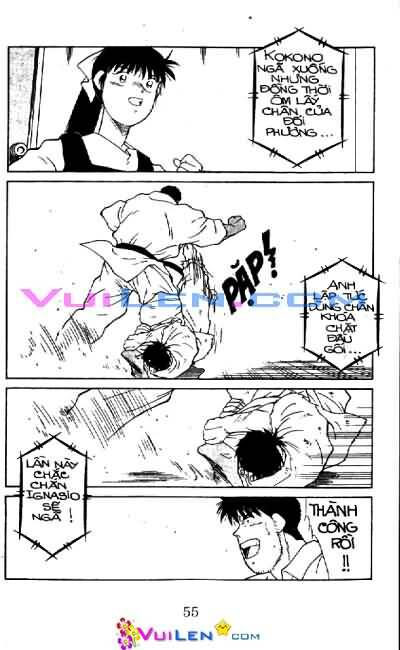 KOKONO
NGÃ XUỐNG
NHƯNG
ĐỒNG THỜI
ÔM LẤY
CHÂN CỦA
ĐỐI
PHƯƠNG...
PẶP!
ANH
LẬP TỨC
DÙNG CHÂN
KHÓA
CHẶT
ĐẦU
GỐI...
VUILEN.COM
LẦN NÀY
CHẮC
CHẮN
IGNASIO
SẼ
NGÃ!
THÀNH
CÔNG
RỒI
!!
55
VUILEN.COM